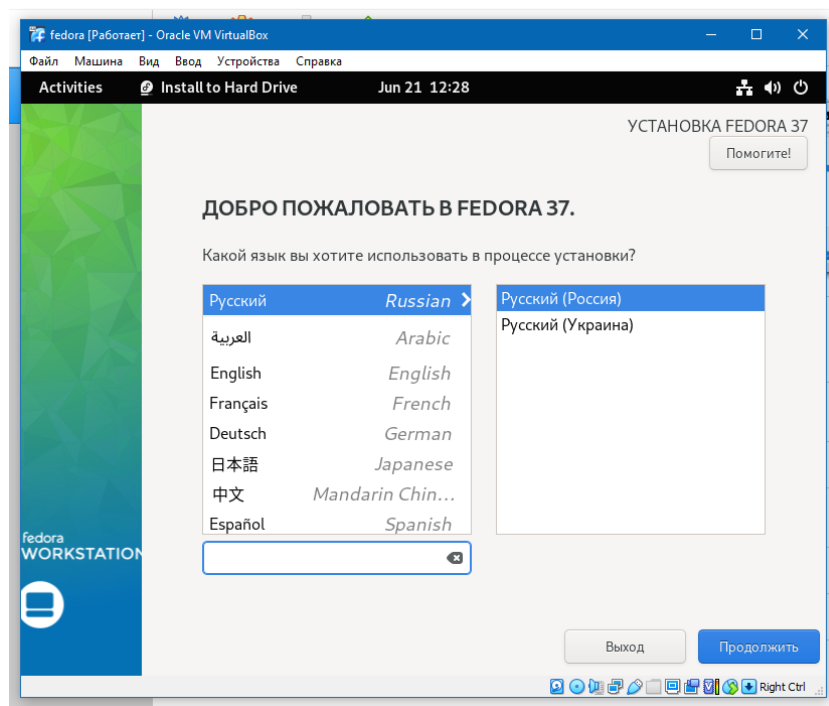 fedora [Работает] - Oracle VM VirtualBox
Файл Машина Вид Ввод Устройства Справка
Activities Install to Hard Drive Jun 21 12:28
УСТАНОВКА FEDORA 37
Помогите!
ДОБРО ПОЖАЛОВАТЬ В FEDORA 37.
Какой язык вы хотите использовать в процессе установки?
Русский Russian Русский (Россия)
Русский (Украина)
العربية Arabic
English English
Français French
Deutsch German
日本語 Japanese
中文 Mandarin Chin...
Español Spanish
fedora
WORKSTATION
Выход Продолжить
Right Ctrl